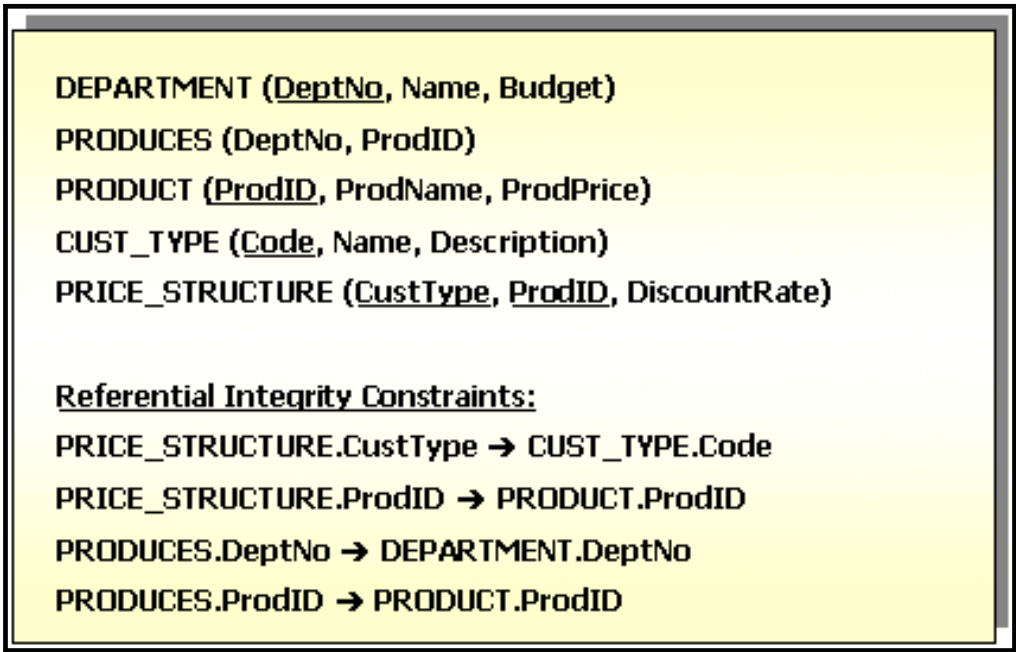 DEPARTMENT (DeptNo, Name, Budget)
PRODUCES (DeptNo, ProdID)
PRODUCT (ProdID, ProdName, ProdPrice)
CUST_TYPE (Code, Name, Description)
PRICE_STRUCTURE (CustType, ProdID, DiscountRate)
Referential Integrity Constraints:
PRICE_STRUCTURE.CustType → CUST_TYPE.Code
PRICE_STRUCTURE.ProdID → PRODUCT.ProdID
PRODUCES.DeptNo → DEPARTMENT.DeptNo
PRODUCES.ProdID → PRODUCT.ProdID